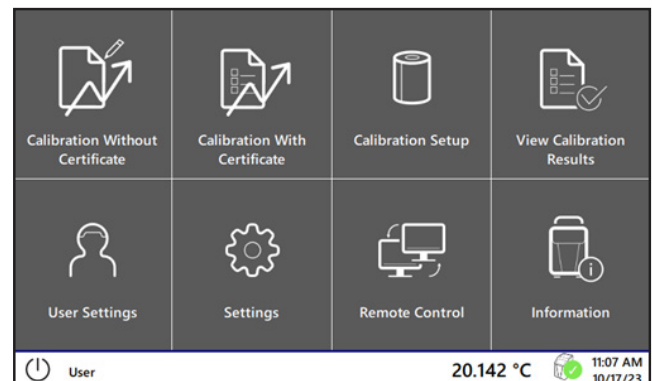 Calibration Without
Certificate
Calibration With
Certificate
Calibration Setup
View Calibration
Results
User Settings
Settings
Remote Control
Information
User
20.142 °C
11:07 AM
10/17/23